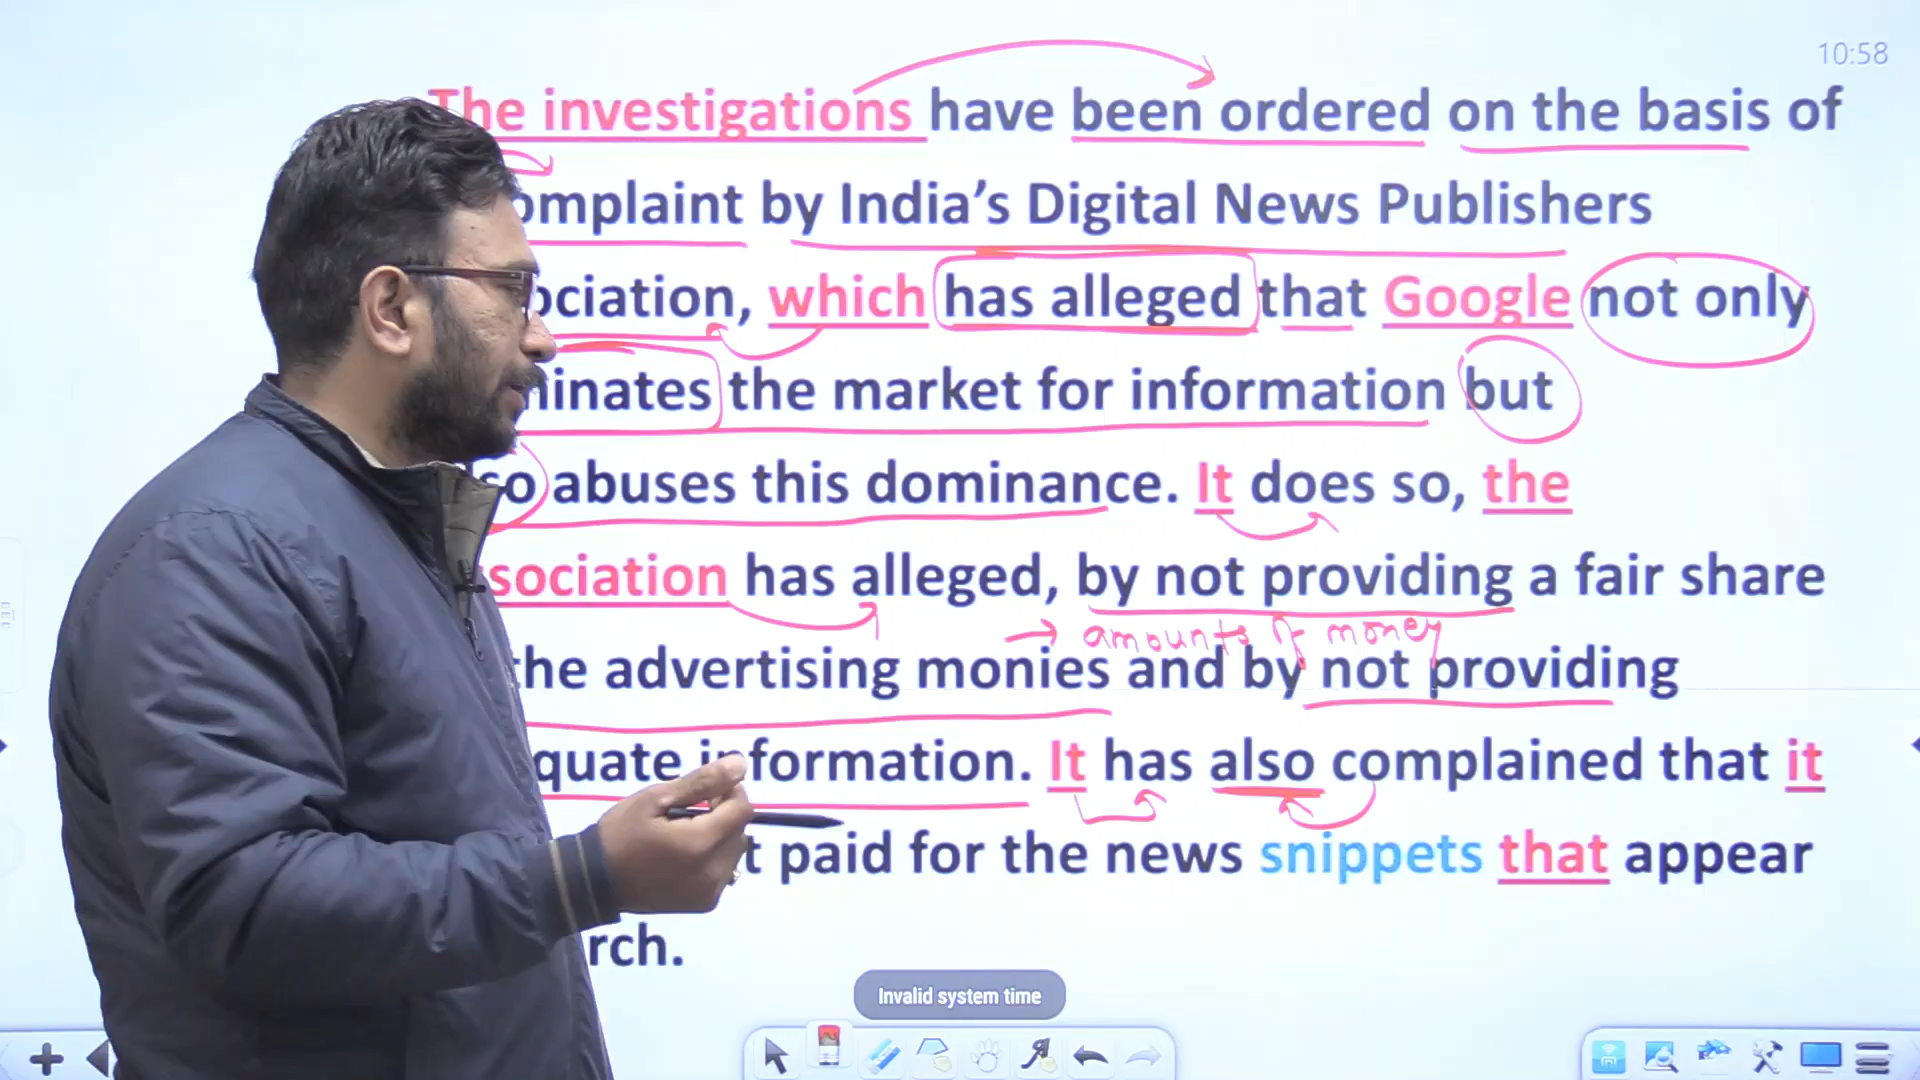 10:58
The investigations have been ordered on the basis of
omplaint by India's Digital News Publishers
ociation, which has alleged that Google not only
inates the market for information but
so abuses this dominance. It does so, the
sociation has alleged, by not providing a fair share
→ amounts of money
the advertising monies and by not providing
quate information. It has also complained that it
t paid for the news snippets that appear
rch.
Invalid system time